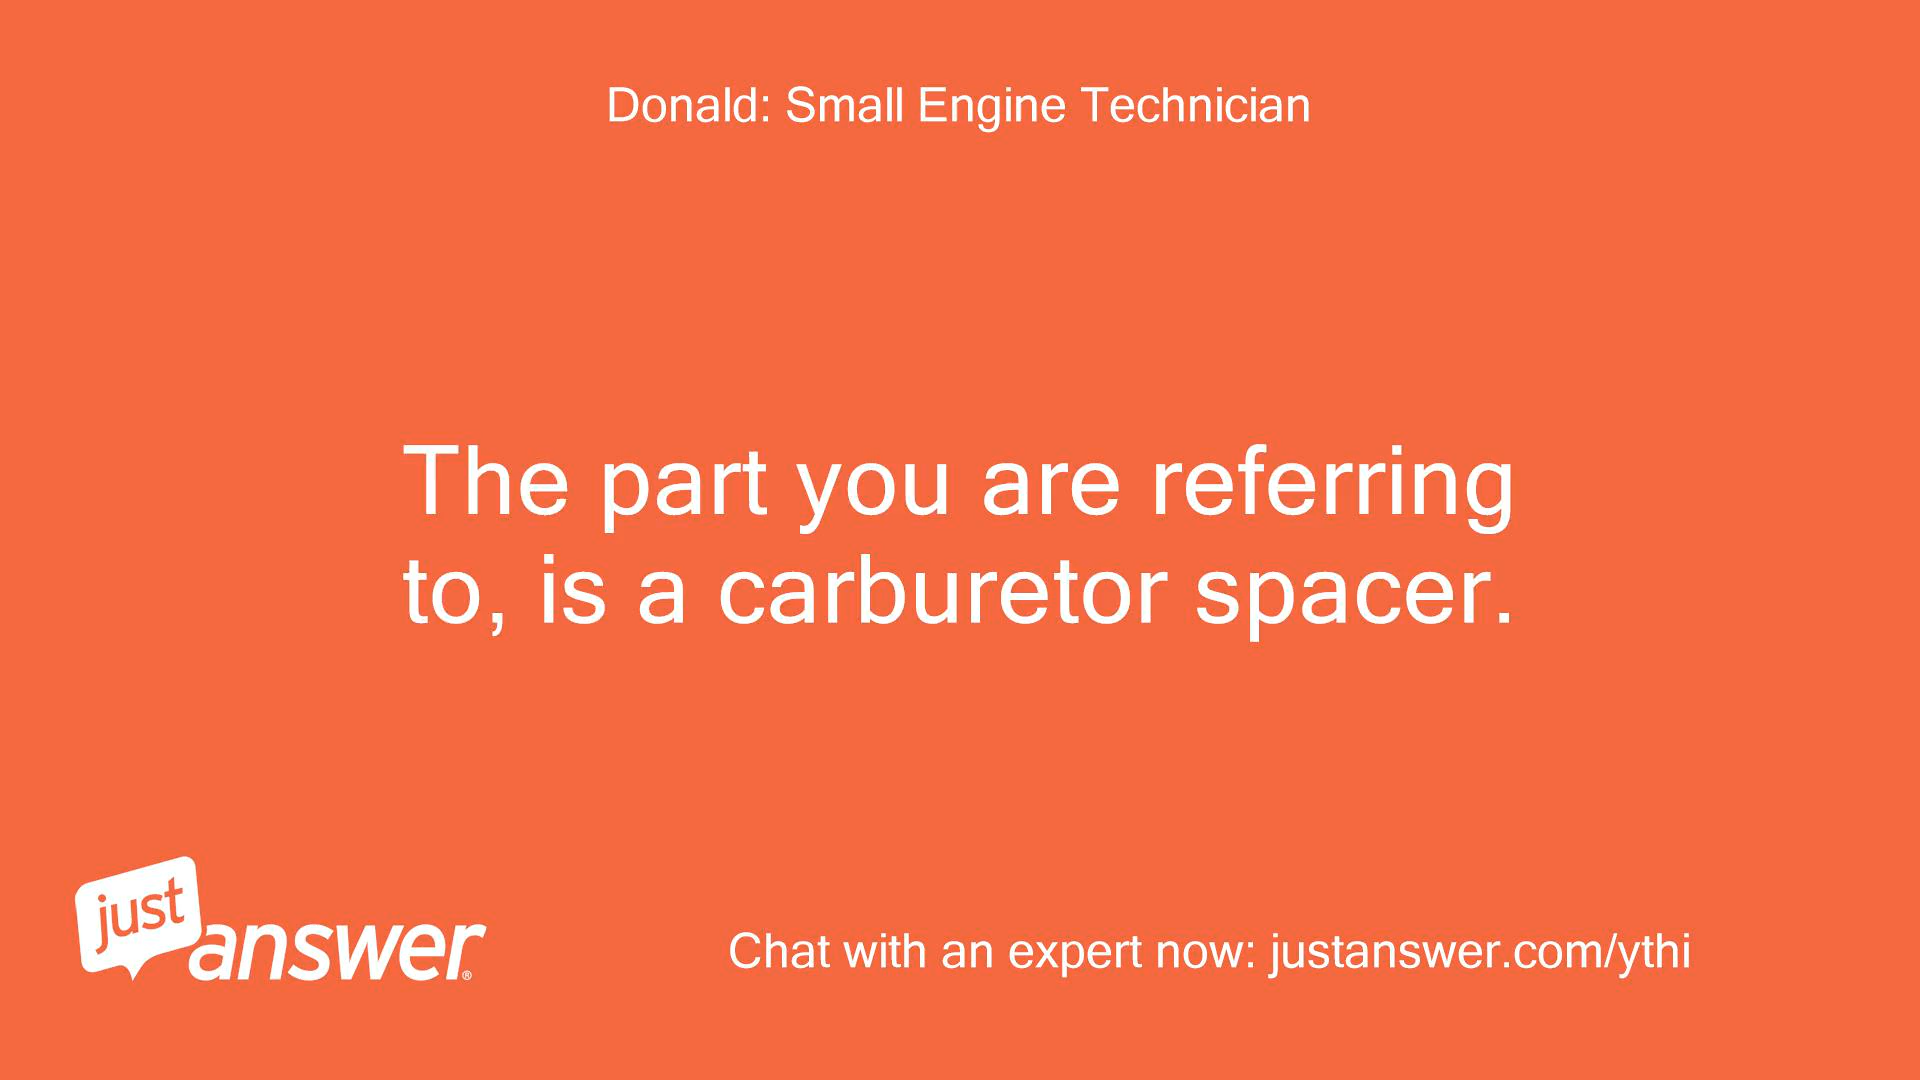 Donald: Small Engine Technician
The part you are referring
to, is a carburetor spacer.
just
answer®
Chat with an expert now: justanswer.com/ythi